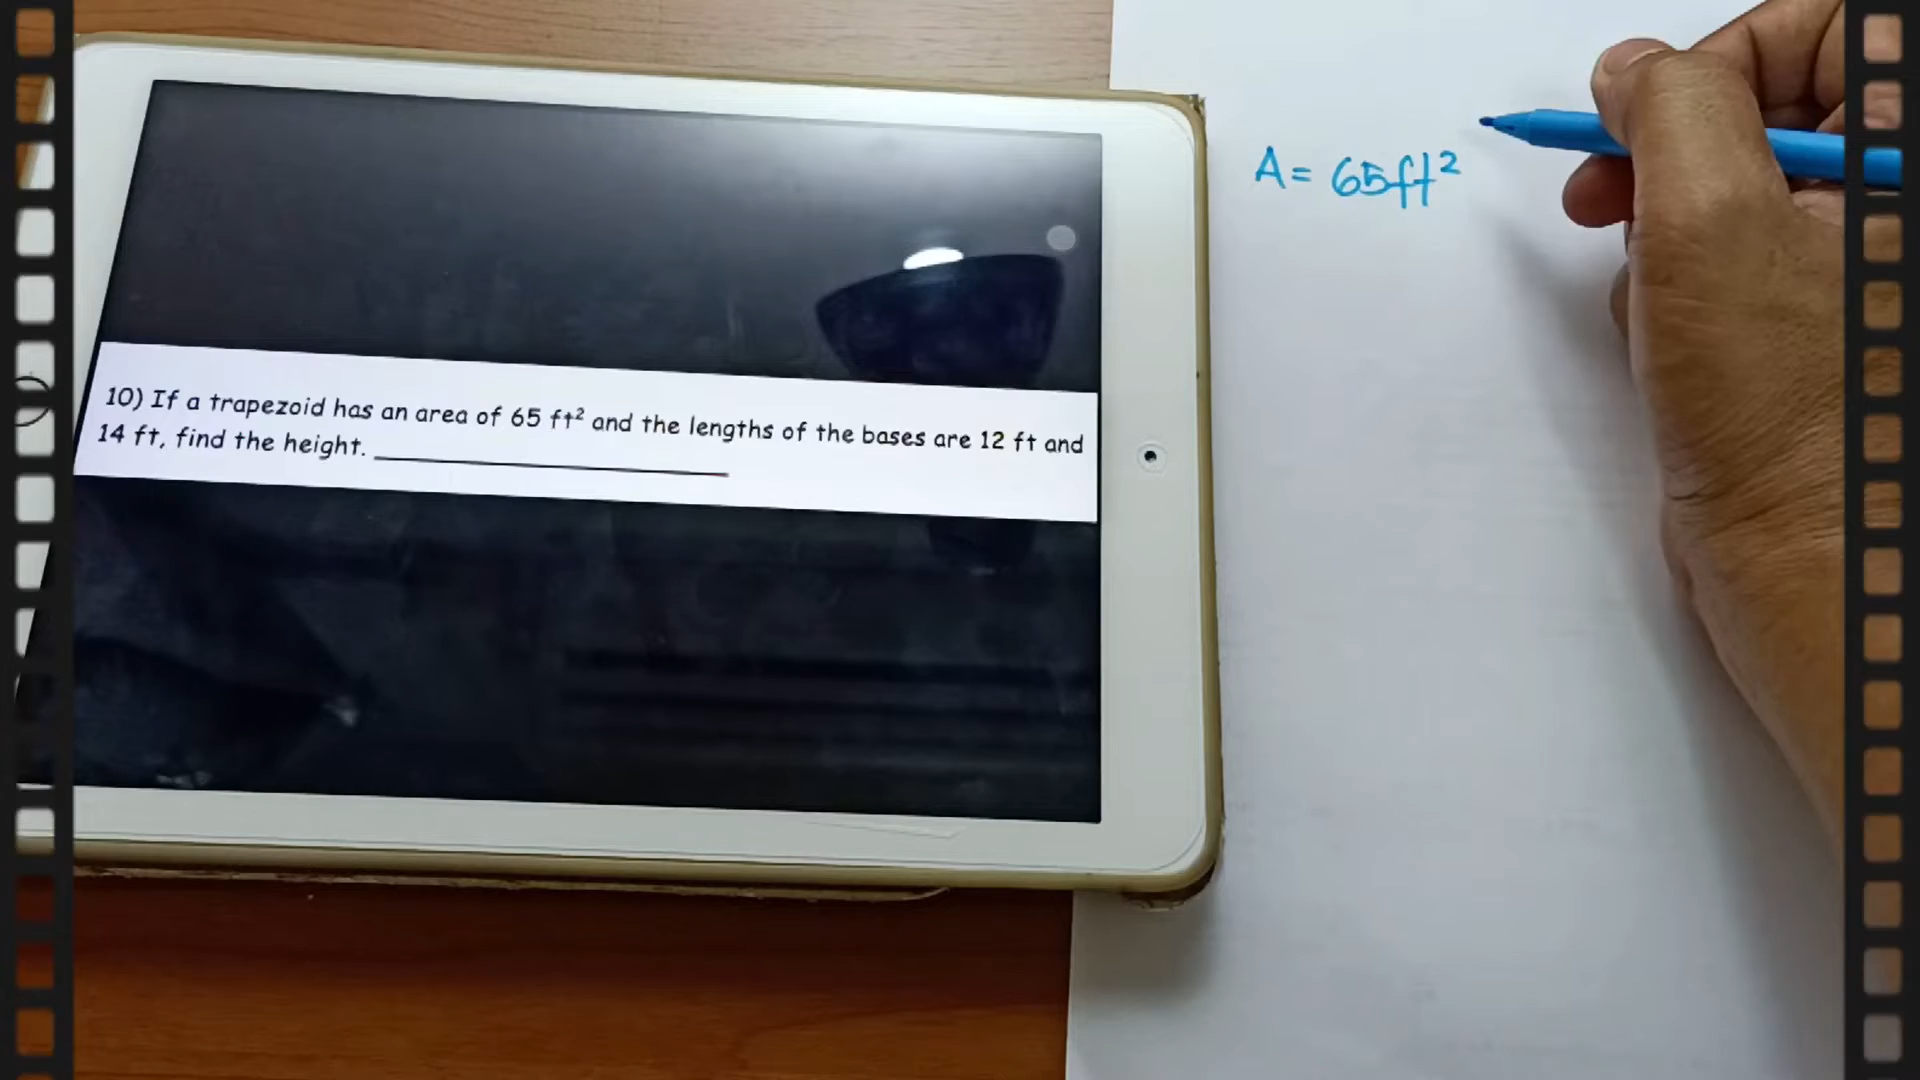 10) If a trapezoid has an area of 65 ft² and the lengths of the bases are 12 ft and
14 ft, find the height. ____________________
A = 65ft²